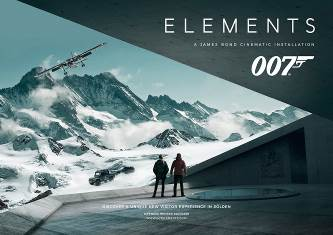 ELEMENTS
A JAMES BOND CINEMATIC INSTALLATION
007
DISCOVER A UNIQUE NEW VISITOR EXPERIENCE IN SÖLDEN